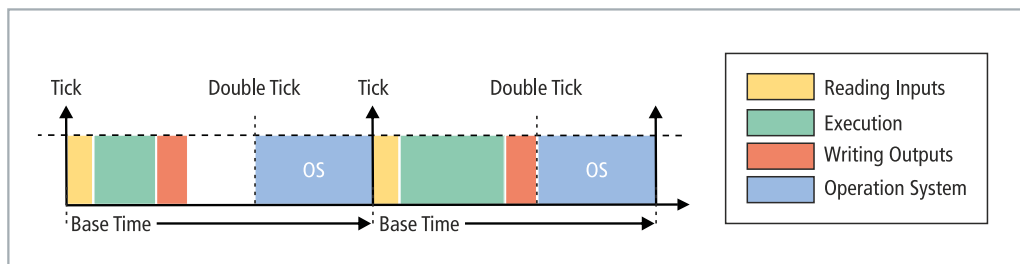 Tick
Double Tick
Tick
Double Tick
OS
OS
Base Time
Base Time
Reading Inputs
Execution
Writing Outputs
Operation System